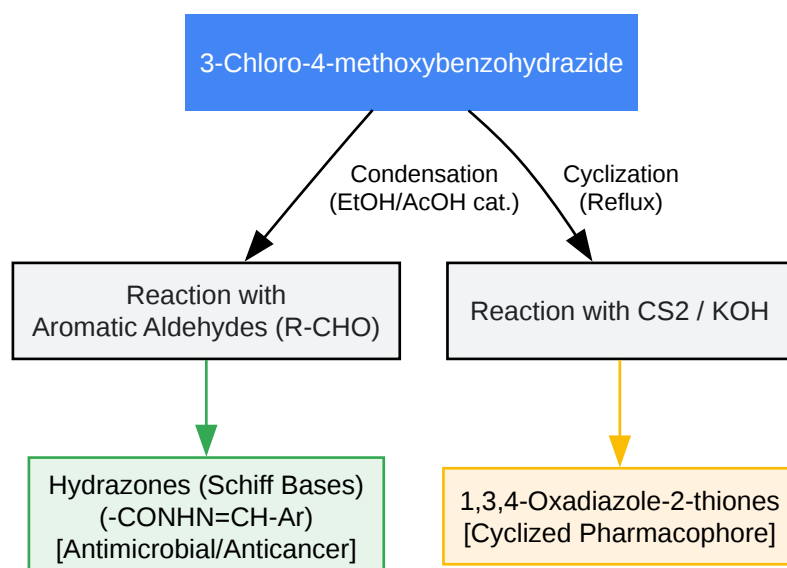 3-Chloro-4-methoxybenzohydrazide
Condensation
(EtOH/AcOH cat.)
Cyclization
(Reflux)
Reaction with
Aromatic Aldehydes (R-CHO)
Reaction with CS2 / KOH
Hydrazones (Schiff Bases)
(-CONHN=CH-Ar)
[Antimicrobial/Anticancer]
1,3,4-Oxadiazole-2-thiones
[Cyclized Pharmacophore]